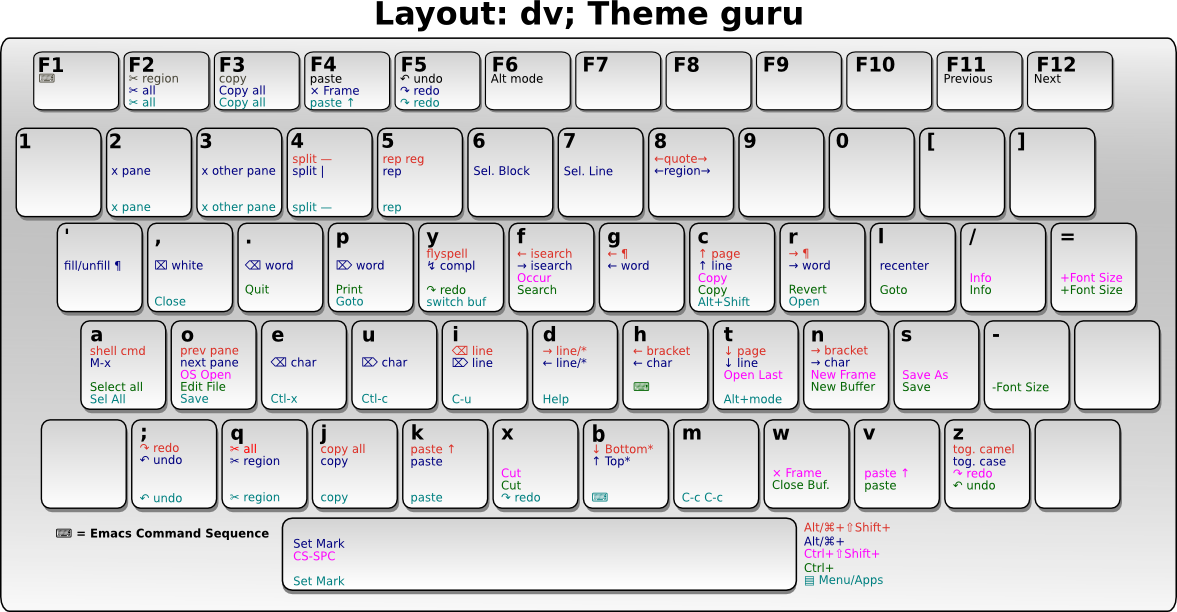 Layout: dv; Theme guru
F1
⌨
F2
✂ region
✂ all
✂ all
F3
copy
Copy all
Copy all
F4
paste
× Frame
paste ↑
F5
↶ undo
↷ redo
↷ redo
F6
Alt mode
F7
F8
F9
F10
F11
Previous
F12
Next
1
2
x pane
x pane
3
x other pane
x other pane
4
split —
split |
split —
5
rep reg
rep
rep
6
Sel. Block
7
Sel. Line
8
←quote→
←region→
9
0
[
]
'
fill/unfill ¶
,
⌧ white
Close
.
⌫ word
Quit
p
⌦ word
Print
Goto
y
flyspell
↯ compl
↷ redo
switch buf
f
← isearch
→ isearch
Occur
Search
g
← ¶
← word
c
↑ page
↑ line
Copy
Copy
Alt+Shift
r
→ ¶
→ word
Revert
Open
l
recenter
Goto
/
Info
Info
=
+Font Size
+Font Size
a
shell cmd
M-x
Select all
Sel All
o
prev pane
next pane
OS Open
Edit File
Save
e
⌫ char
Ctl-x
u
⌦ char
Ctl-c
i
⌫ line
⌦ line
C-u
d
→ line/*
← line/*
Help
h
← bracket
← char
⌨
t
↓ page
↓ line
Open Last
Alt+mode
n
→ bracket
→ char
New Frame
New Buffer
s
Save As
Save
-
-Font Size
;
↷ redo
↶ undo
↶ undo
q
✂ all
✂ region
✂ region
j
copy all
copy
copy
k
paste ↑
paste
paste
x
Cut
Cut
↷ redo
b
↓ Bottom*
↑ Top*
⌨
m
C-c C-c
w
× Frame
Close Buf.
v
paste ↑
paste
z
tog. camel
tog. case
↷ redo
↶ undo
⌨ = Emacs Command Sequence
Set Mark
CS-SPC
Set Mark
Alt/⌘+⇧Shift+
Alt/⌘+
Ctrl+⇧Shift+
Ctrl+
▤ Menu/Apps